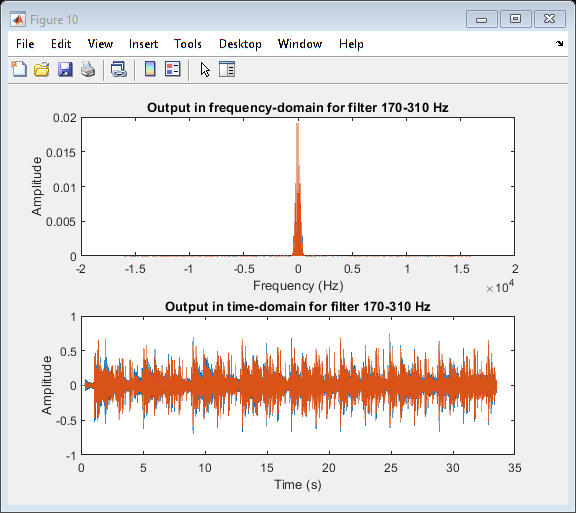 Figure 10
File Edit View Insert Tools Desktop Window Help
Output in frequency-domain for filter 170-310 Hz
Amplitude
0.02
0.015
0.01
0.005
0
-2 -1.5 -1 -0.5 0 0.5 1 1.5 2
Frequency (Hz)
×10^4
Output in time-domain for filter 170-310 Hz
Amplitude
1
0.5
0
-0.5
-1
0 5 10 15 20 25 30 35
Time (s)